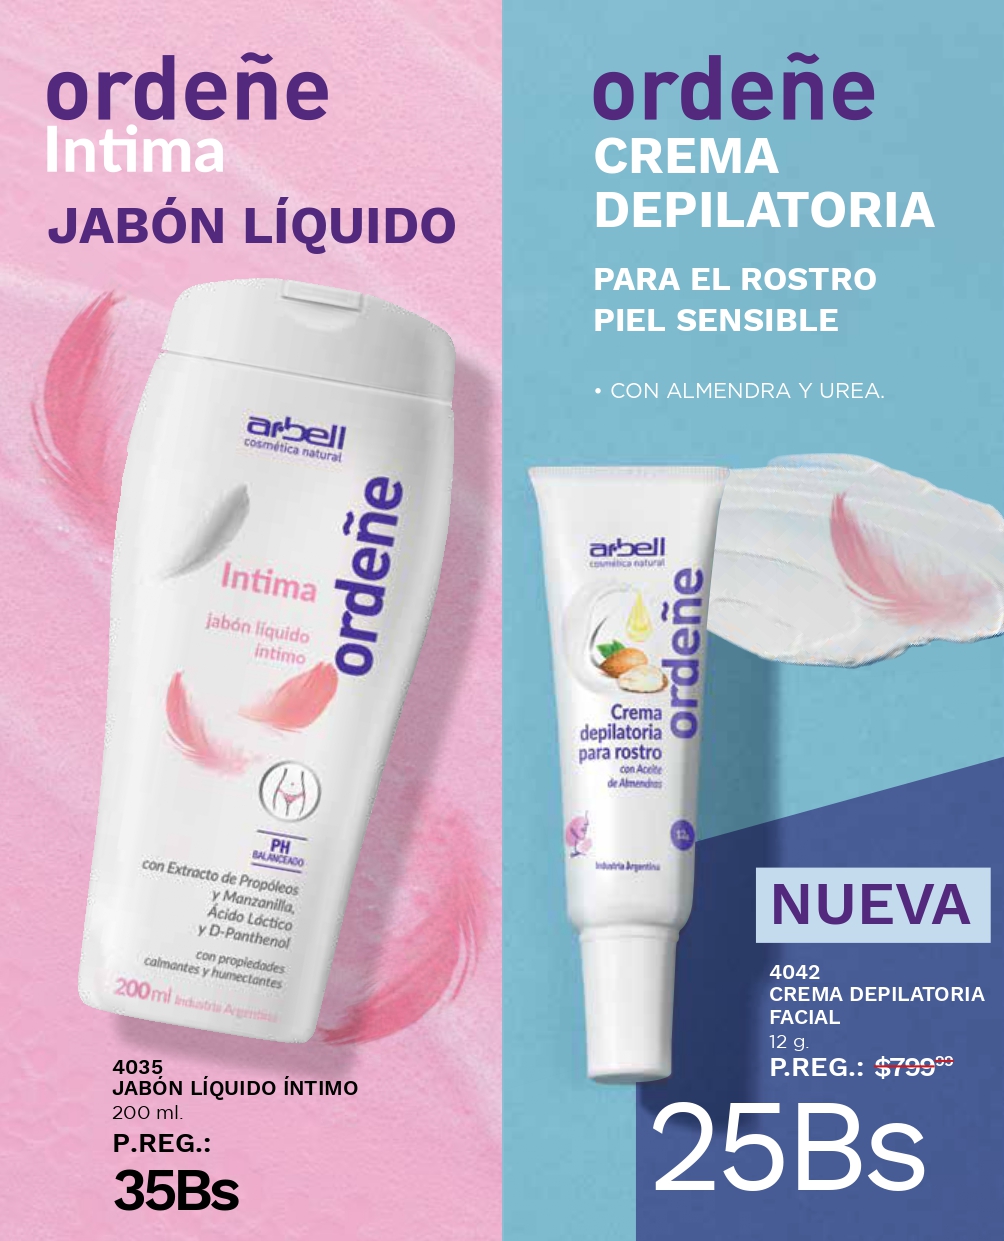 ordeñe
Intima
JABÓN LÍQUIDO
arbell
cosmética natural
ordeñe
Intima
jabón líquido
íntimo
PH
BALANCEADO
con Extracto de Propóleos
y Manzanilla,
Ácido Láctico
y D-Panthenol
con propiedades
calmantes y humectantes
200ml Industria Argentina
4035
JABÓN LÍQUIDO ÍNTIMO
200 ml.
P.REG.:
35Bs
ordeñe
CREMA
DEPILATORIA
PARA EL ROSTRO
PIEL SENSIBLE
• CON ALMENDRA Y UREA.
arbell
cosmética natural
ordeñe
Crema
depilatoria
para rostro
con Aceite
de Almendras
Industria Argentina
NUEVA
4042
CREMA DEPILATORIA
FACIAL
12 g.
P.REG.: $799⁹⁹
25Bs